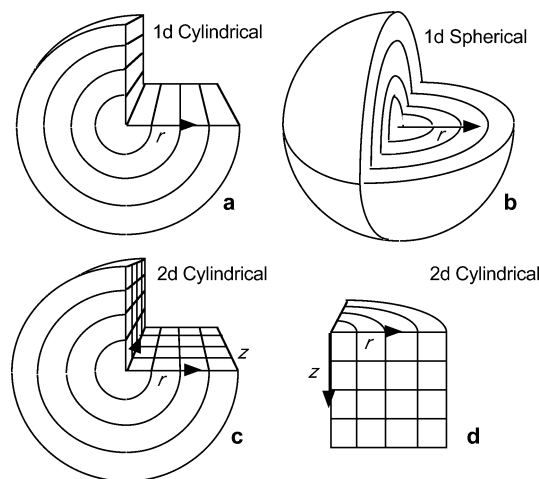 1d Cylindrical
r
a
1d Spherical
r
b
2d Cylindrical
z
r
c
2d Cylindrical
r
z
d